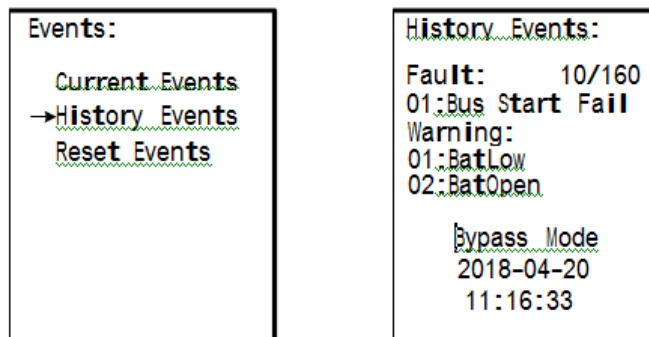 Events:
Current Events
→History Events
Reset Events
History Events:
Fault: 10/160
01:Bus Start Fail
Warning:
01:BatLow
02:BatOpen
Bypass Mode
2018-04-20
11:16:33